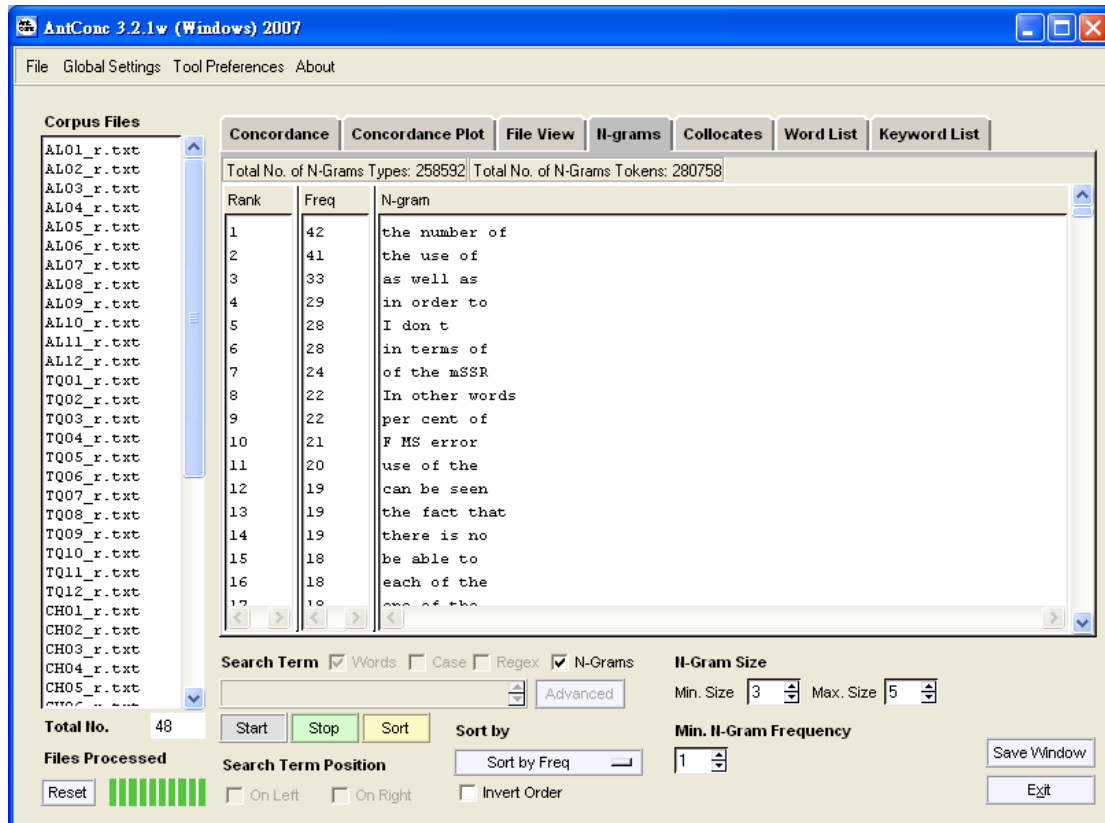 AntConc 3.2.1w (Windows) 2007
File Global Settings Tool Preferences About
Corpus Files
AL01_r.txt
AL02_r.txt
AL03_r.txt
AL04_r.txt
AL05_r.txt
AL06_r.txt
AL07_r.txt
AL08_r.txt
AL09_r.txt
AL10_r.txt
AL11_r.txt
AL12_r.txt
TQ01_r.txt
TQ02_r.txt
TQ03_r.txt
TQ04_r.txt
TQ05_r.txt
TQ06_r.txt
TQ07_r.txt
TQ08_r.txt
TQ09_r.txt
TQ10_r.txt
TQ11_r.txt
TQ12_r.txt
CH01_r.txt
CH02_r.txt
CH03_r.txt
CH04_r.txt
CH05_r.txt
Total No. 48
Files Processed
Reset
Concordance Concordance Plot File View N-grams Collocates Word List Keyword List
Total No. of N-Grams Types: 258592 Total No. of N-Grams Tokens: 280758
Rank Freq N-gram
1 42 the number of
2 41 the use of
3 33 as well as
4 29 in order to
5 28 I don t
6 28 in terms of
7 24 of the mSSR
8 22 In other words
9 22 per cent of
10 21 F MS error
11 20 use of the
12 19 can be seen
13 19 the fact that
14 19 there is no
15 18 be able to
16 18 each of the
17 18 one of the
Search Term Words Case Regex N-Grams
Advanced
Start Stop Sort
Search Term Position
On Left On Right
Sort by
Sort by Freq
Invert Order
N-Gram Size
Min. Size 3 Max. Size 5
Min. N-Gram Frequency
1
Save Window
Exit